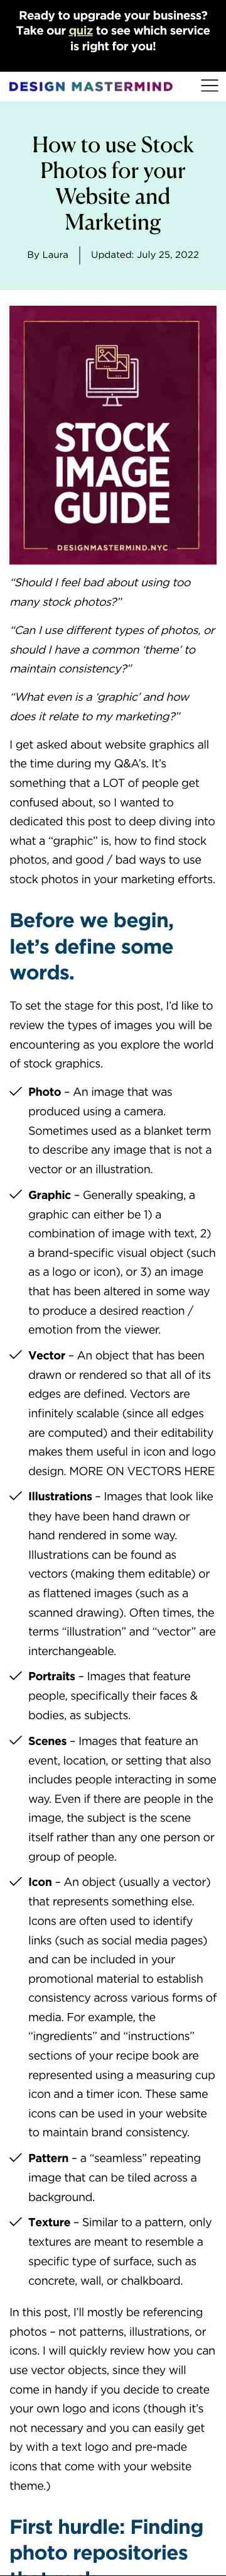 Ready to upgrade your business?
Take our quiz to see which service
is right for you!
DESIGN MASTERMIND
How to use Stock
Photos for your
Website and
Marketing
By Laura
Updated: July 25, 2022
STOCK
IMAGE
GUIDE
DESIGNMASTERMIND.NYC
“Should I feel bad about using too
many stock photos?”
“Can I use different types of photos, or
should I have a common ‘theme’ to
maintain consistency?”
“What even is a ‘graphic’ and how
does it relate to my marketing?”
I get asked about website graphics all
the time during my Q&A’s. It’s
something that a LOT of people get
confused about, so I wanted to
dedicated this post to deep diving into
what a “graphic” is, how to find stock
photos, and good / bad ways to use
stock photos in your marketing efforts.
Before we begin,
let’s define some
words.
To set the stage for this post, I’d like to
review the types of images you will be
encountering as you explore the world
of stock graphics.
Photo – An image that was
produced using a camera.
Sometimes used as a blanket term
to describe any image that is not a
vector or an illustration.
Graphic – Generally speaking, a
graphic can either be 1) a
combination of image with text, 2)
a brand-specific visual object (such
as a logo or icon), or 3) an image
that has been altered in some way
to produce a desired reaction /
emotion from the viewer.
Vector – An object that has been
drawn or rendered so that all of its
edges are defined. Vectors are
infinitely scalable (since all edges
are computed) and their editability
makes them useful in icon and logo
design. MORE ON VECTORS HERE
Illustrations – Images that look like
they have been hand drawn or
hand rendered in some way.
Illustrations can be found as
vectors (making them editable) or
as flattened images (such as a
scanned drawing). Often times, the
terms “illustration” and “vector” are
interchangeable.
Portraits – Images that feature
people, specifically their faces &
bodies, as subjects.
Scenes – Images that feature an
event, location, or setting that also
includes people interacting in some
way. Even if there are people in the
image, the subject is the scene
itself rather than any one person or
group of people.
Icon – An object (usually a vector)
that represents something else.
Icons are often used to identify
links (such as social media pages)
and can be included in your
promotional material to establish
consistency across various forms of
media. For example, the
“ingredients” and “instructions”
sections of your recipe book are
represented using a measuring cup
icon and a timer icon. These same
icons can be used in your website
to maintain brand consistency.
Pattern – a “seamless” repeating
image that can be tiled across a
background.
Texture – Similar to a pattern, only
textures are meant to resemble a
specific type of surface, such as
concrete, wall, or chalkboard.
In this post, I’ll mostly be referencing
photos – not patterns, illustrations, or
icons. I will quickly review how you can
use vector objects, since they will
come in handy if you decide to create
your own logo and icons (though it’s
not necessary and you can easily get
by with a text logo and pre-made
icons that come with your website
theme.)
First hurdle: Finding
photo repositories